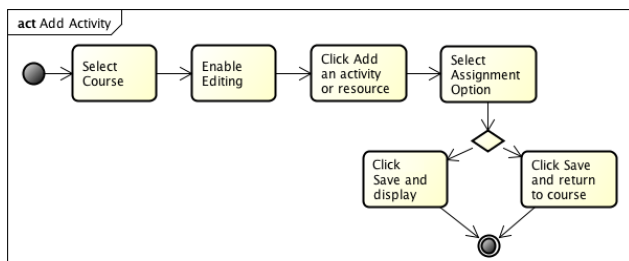 act Add Activity
Select
Course
Enable
Editing
Click Add
an activity
or resource
Select
Assignment
Option
Click
Save and
display
Click Save
and return
to course